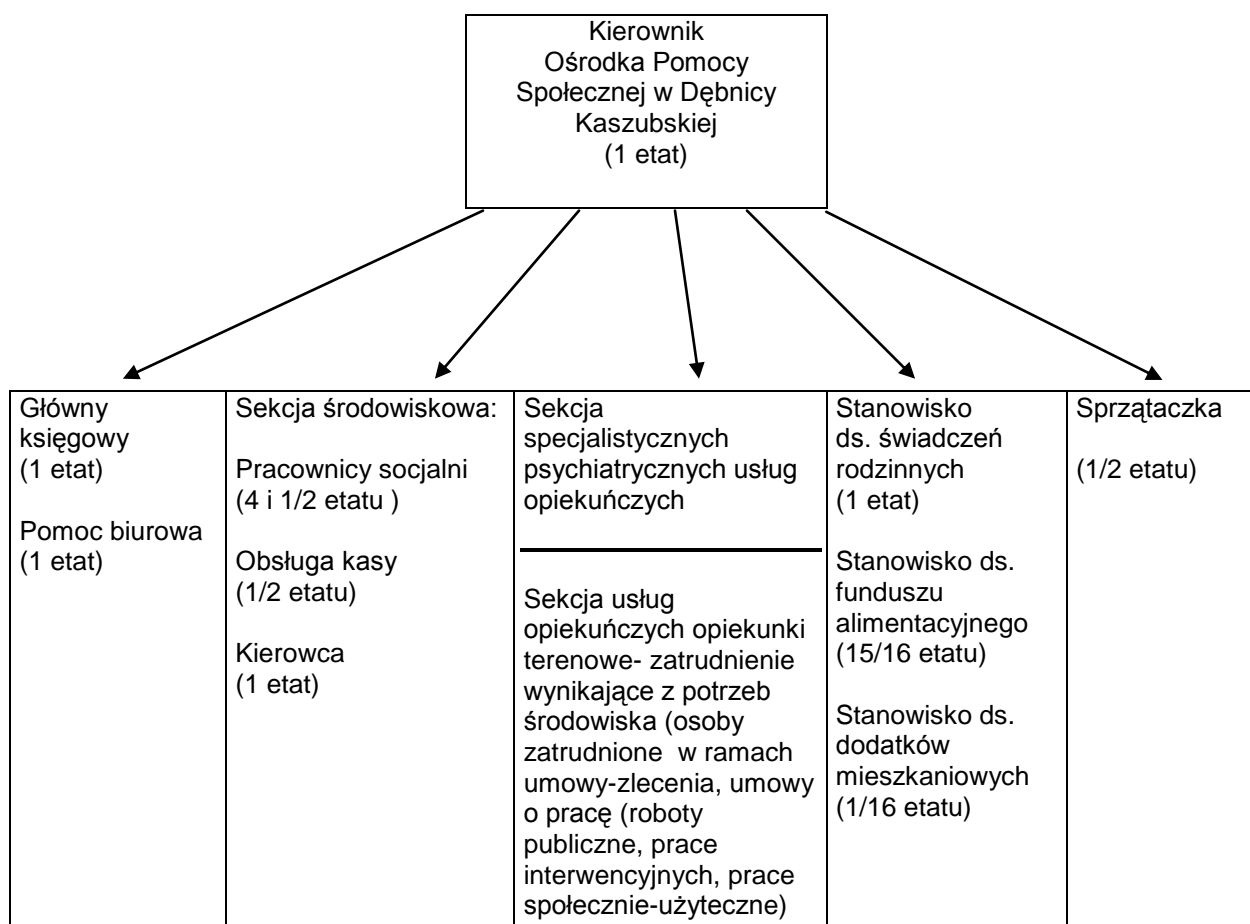 Kierownik
Ośrodka Pomocy
Społecznej w Dębnicy
Kaszubskiej
(1 etat)
Główny
księgowy
(1 etat)
Pomoc biurowa
(1 etat)
Sekcja środowiskowa:
Pracownicy socjalni
(4 i 1/2 etatu )
Obsługa kasy
(1/2 etatu)
Kierowca
(1 etat)
Sekcja
specjalistycznych
psychiatrycznych usług
opiekuńczych
Sekcja usług
opiekuńczych opiekunki
terenowe- zatrudnienie
wynikające z potrzeb
środowiska (osoby
zatrudnione  w ramach
umowy-zlecenia, umowy
o pracę (roboty
publiczne, prace
interwencyjnych, prace
społecznie-użyteczne)
Stanowisko
ds. świadczeń
rodzinnych
(1 etat)
Stanowisko ds.
funduszu
alimentacyjnego
(15/16 etatu)
Stanowisko ds.
dodatków
mieszkaniowych
(1/16 etatu)
Sprzątaczka
(1/2 etatu)